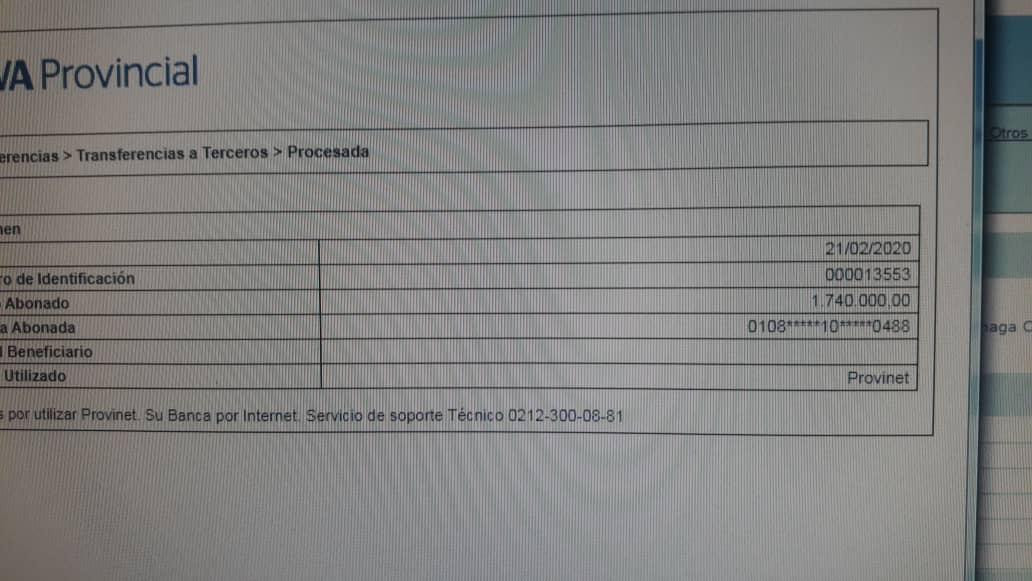 VA Provincial
erencias > Transferencias a Terceros > Procesada
Otros
nen
21/02/2020
ro de Identificación 000013553
Abonado 1.740.000,00
a Abonada 0108*****10*****0488
l Beneficiario
Utilizado Provinet
s por utilizar Provinet. Su Banca por Internet. Servicio de soporte Técnico 0212-300-08-81